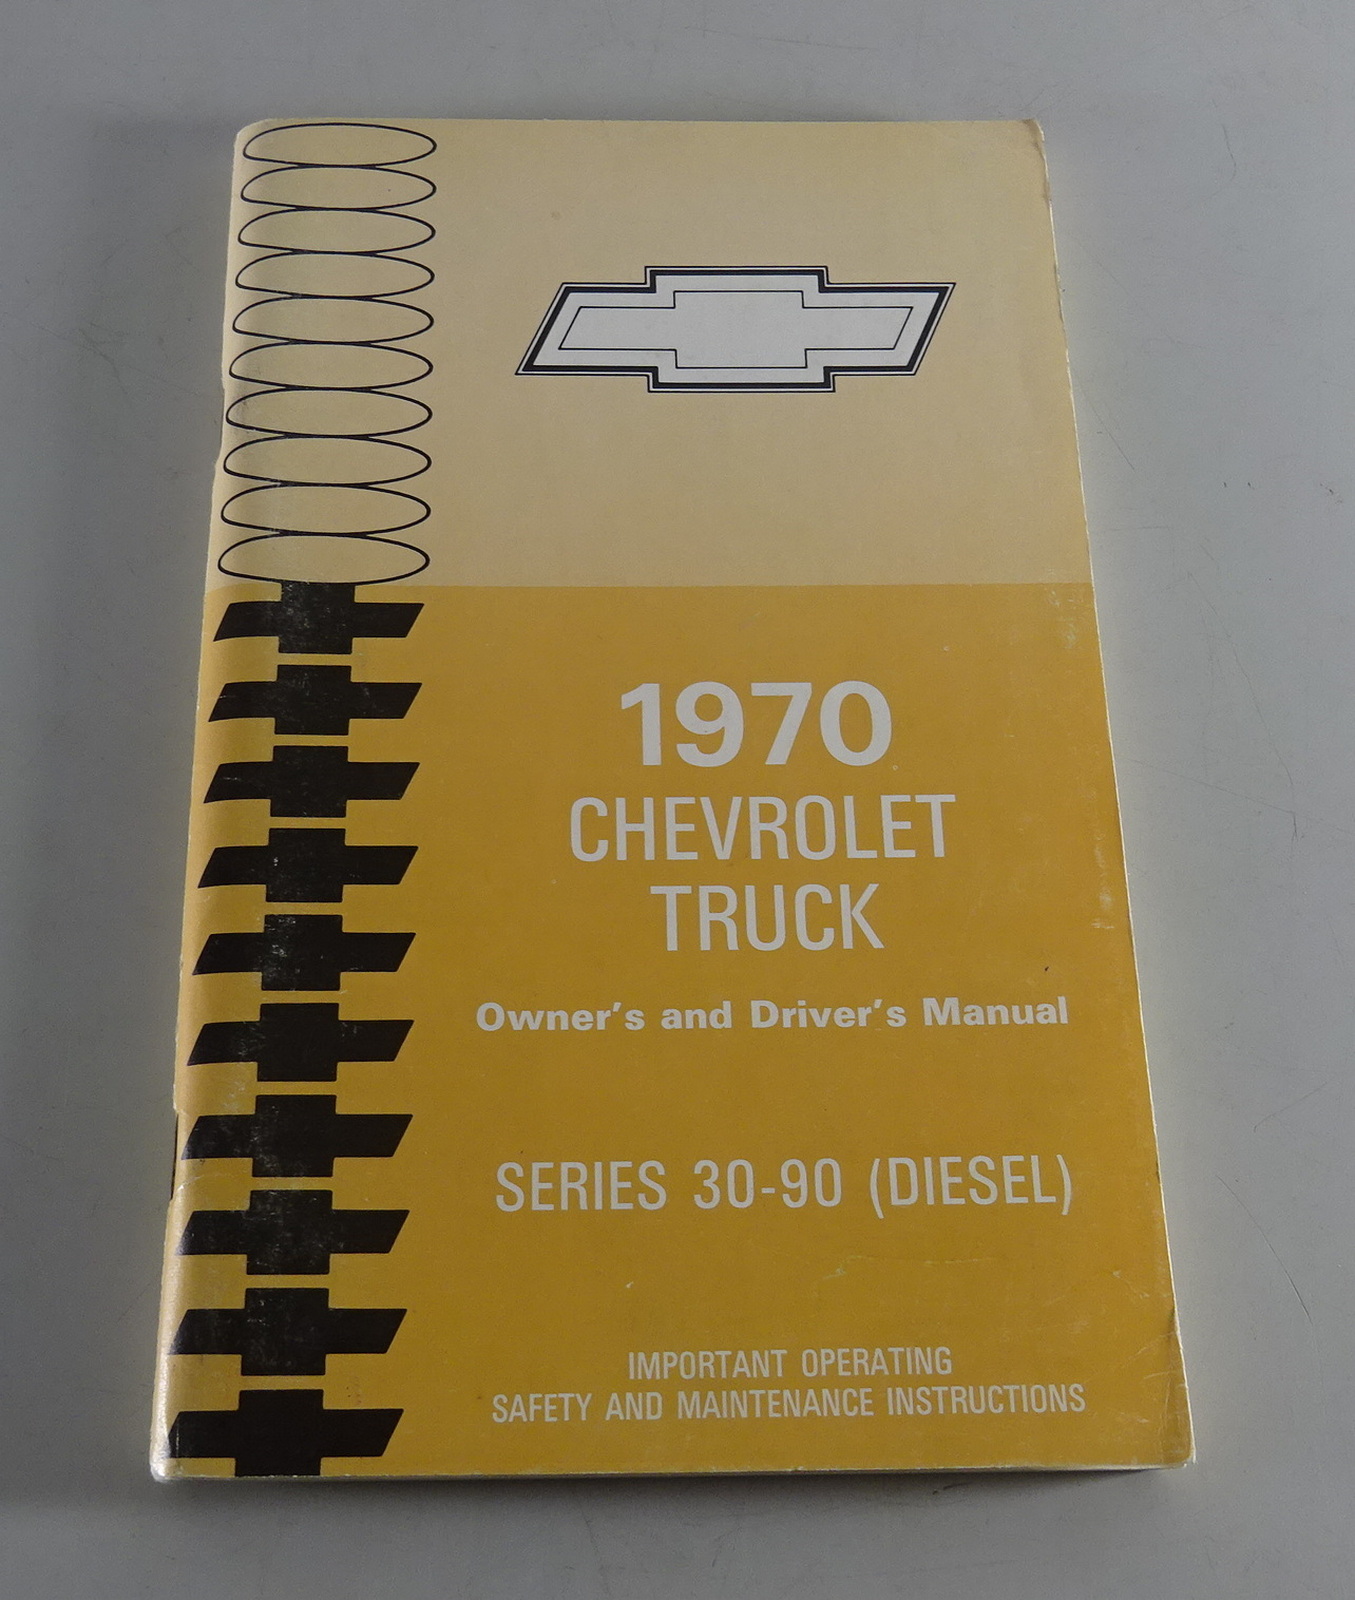 1970
CHEVROLET
TRUCK
Owner's and Driver's Manual
SERIES 30-90 (DIESEL)
IMPORTANT OPERATING
SAFETY AND MAINTENANCE INSTRUCTIONS